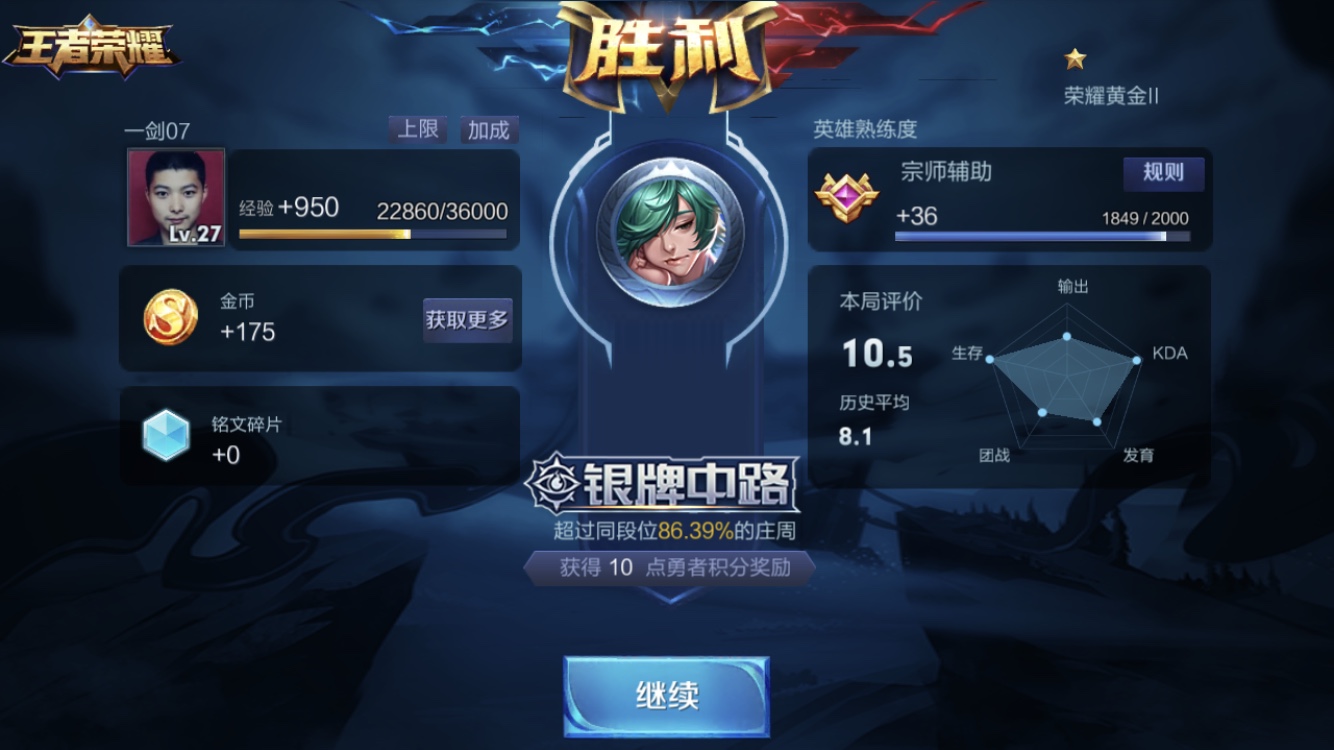 王者荣耀
胜利
荣耀黄金II
一剑07
上限
加成
Lv.27
经验+950
22860/36000
金币
+175
获取更多
铭文碎片
+0
英雄熟练度
宗师辅助
规则
+36
1849 / 2000
本局评价
10.5
历史平均
8.1
输出
生存
KDA
团战
发育
银牌中路
超过同段位86.39%的庄周
获得 10 点勇者积分奖励
继续